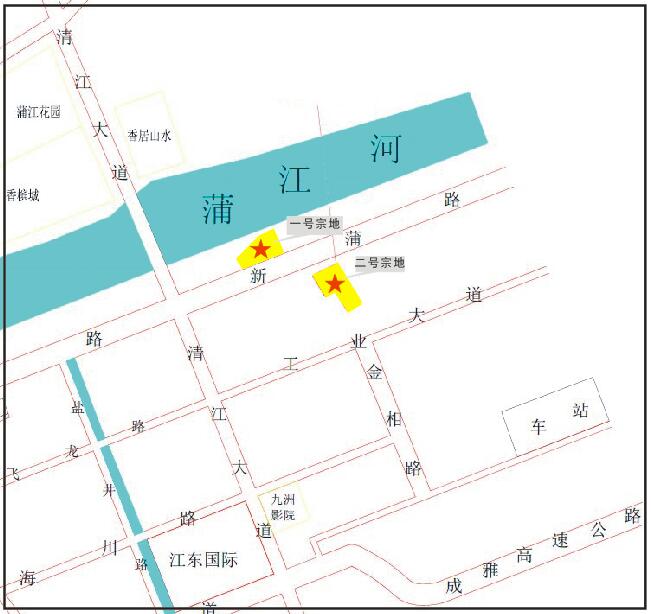 清江大道
蒲江花园
香居山水
香槟城
蒲江河
一号宗地
新蒲路
二号宗地
路
清江大道
工业大道
金相路
盐龙井路
路
飞
车站
九洲
影院
路
川
海
江东国际
道
成雅高速公路